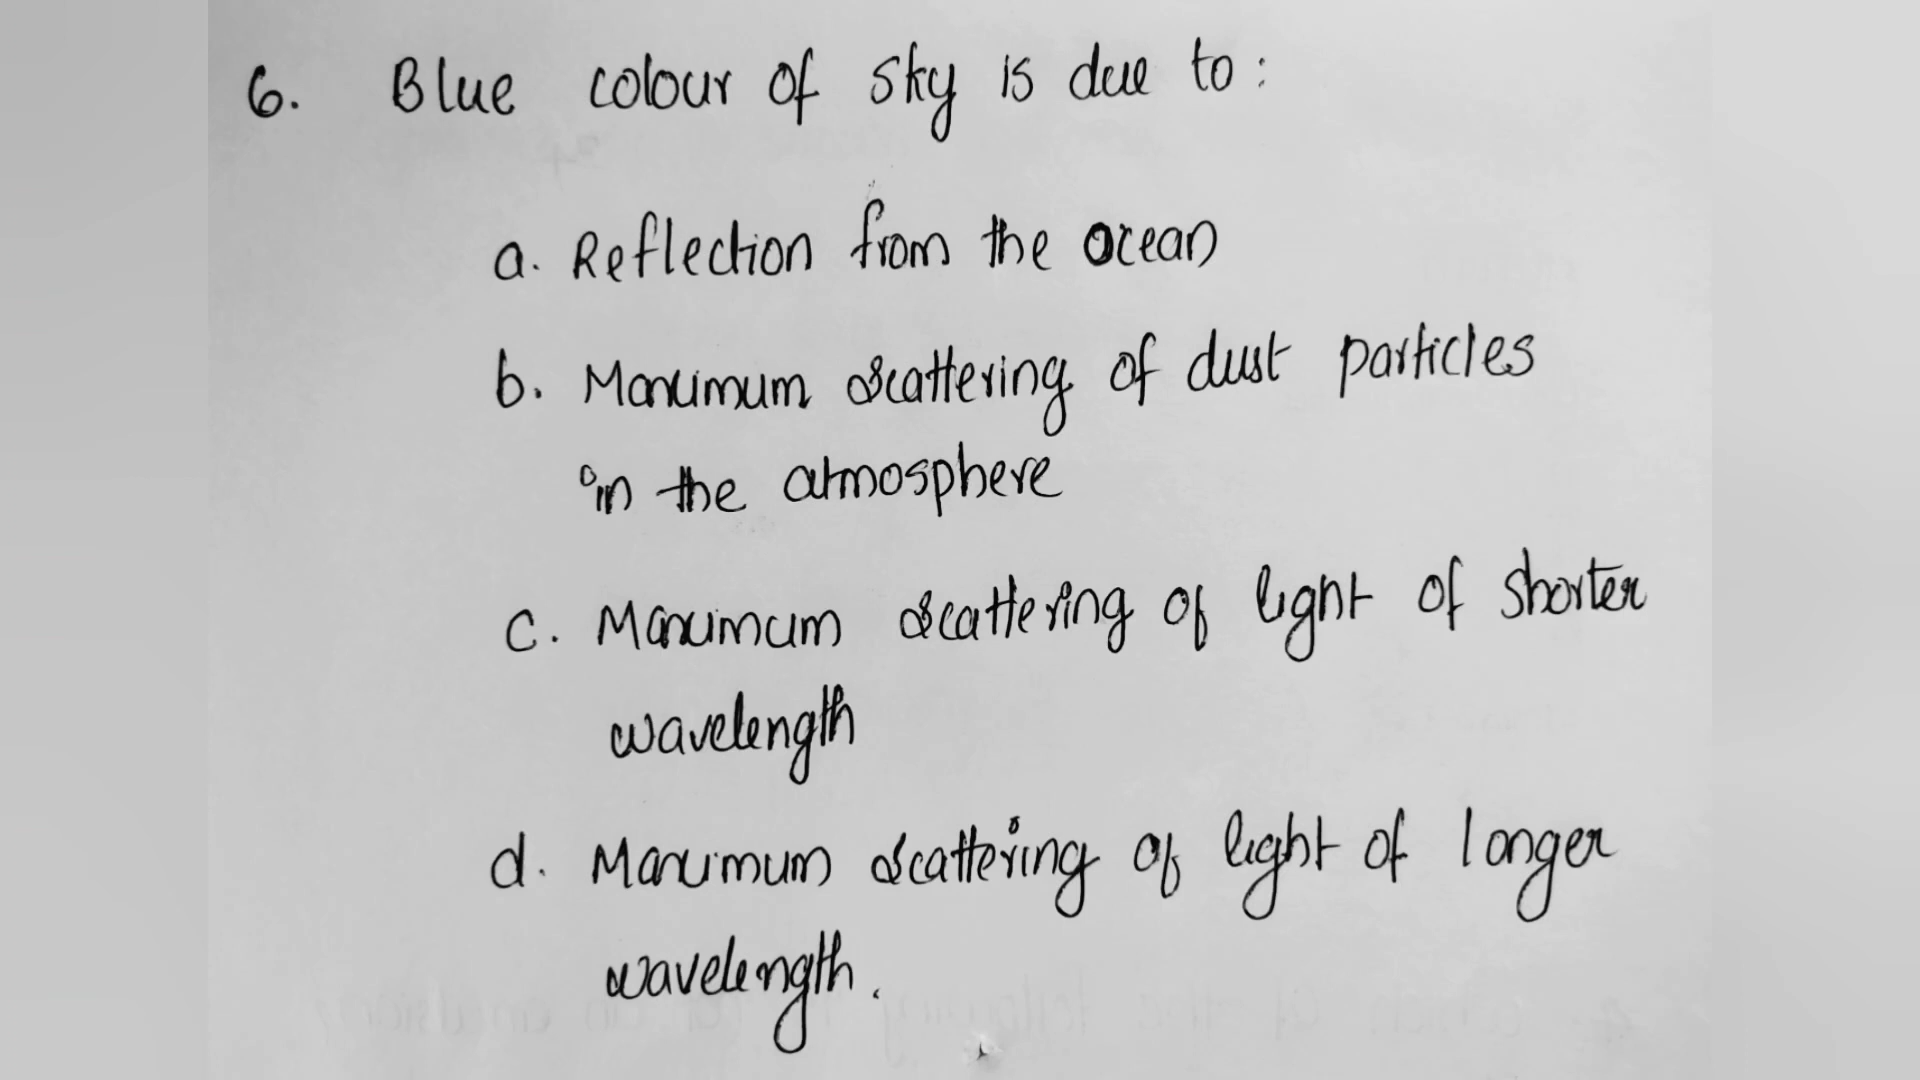 6. Blue colour of sky is due to:
a. Reflection from the ocean
b. Maximum scattering of dust particles
in the atmosphere
c. Maximum scattering of light of shorter
wavelength
d. Maximum scattering of light of longer
wavelength.